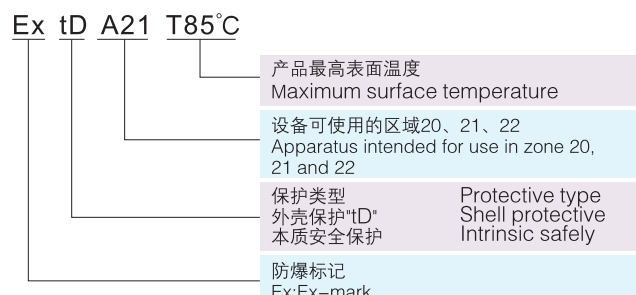 Ex tD A21 T85℃
产品最高表面温度
Maximum surface temperature
设备可使用的区域20、21、22
Apparatus intended for use in zone 20,
21 and 22
保护类型 Protective type
外壳保护"tD" Shell protective
本质安全保护 Intrinsic safely
防爆标记
Ex:Ex-mark